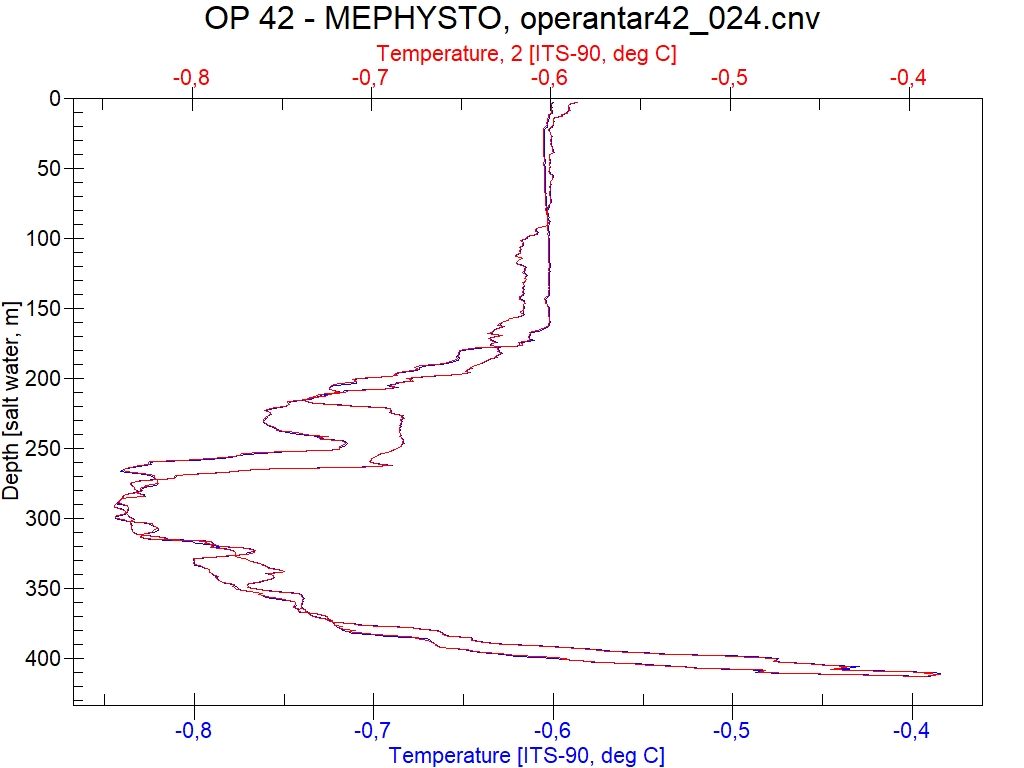 OP 42 - MEPHYSTO, operantar42_024.cnv
Temperature, 2 [ITS-90, deg C]
-0,8 -0,7 -0,6 -0,5 -0,4
0
50
100
150
200
250
300
350
400
Depth [salt water, m]
-0,8 -0,7 -0,6 -0,5 -0,4
Temperature [ITS-90, deg C]